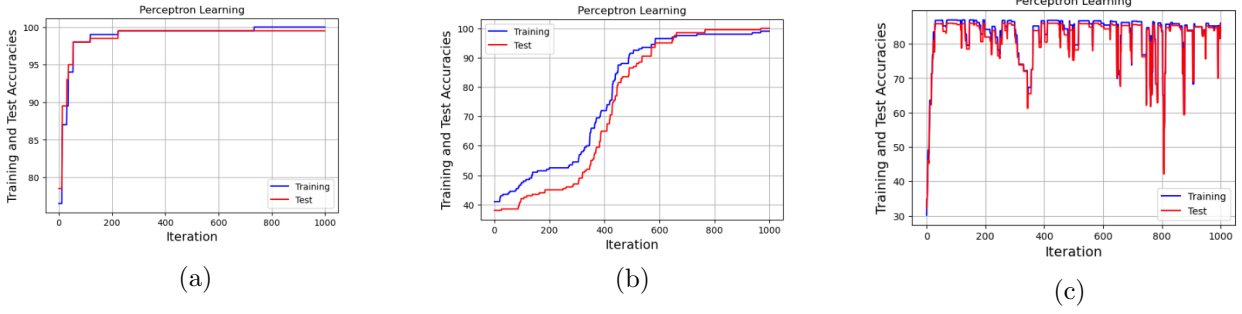 Perceptron Learning
Training and Test Accuracies
100
95
90
85
80
0
200
400
600
800
1000
Training
Test
Iteration
(a)
Perceptron Learning
Training and Test Accuracies
100
90
80
70
60
50
40
0
200
400
600
800
1000
Training
Test
Iteration
(b)
Perceptron Learning
Training and Test Accuracies
80
70
60
50
40
30
0
200
400
600
800
1000
Training
Test
Iteration
(c)